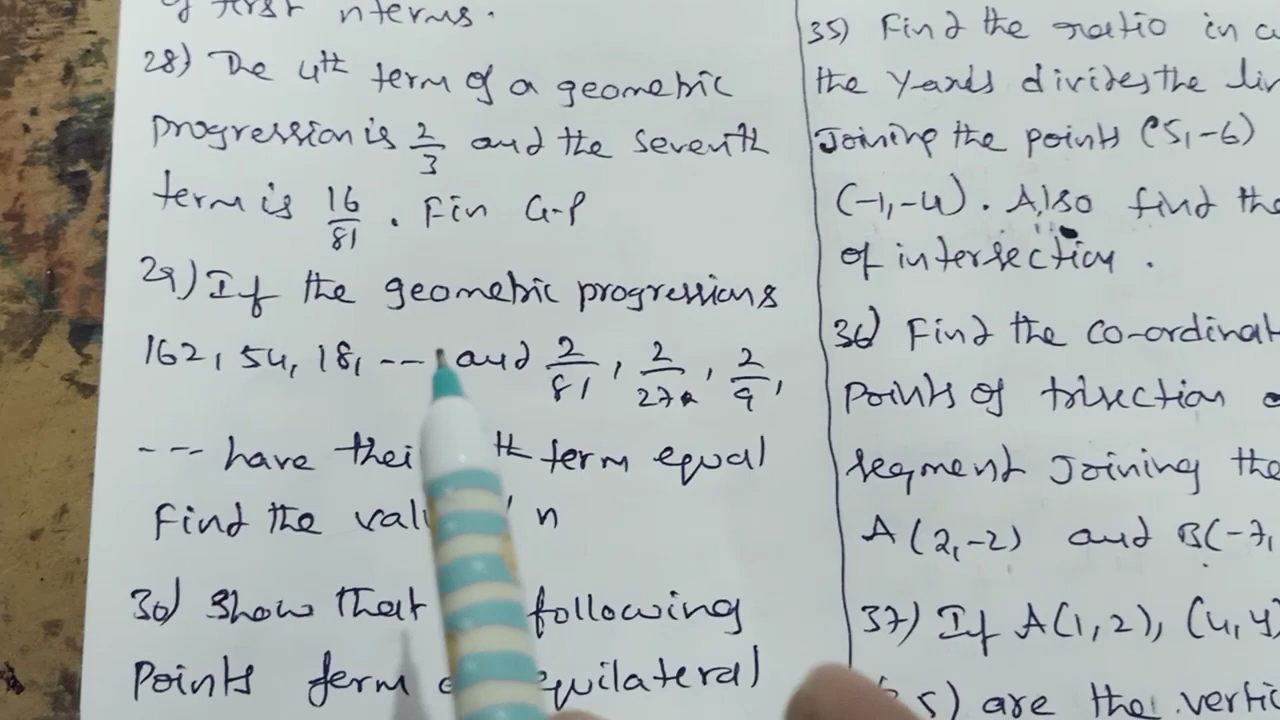 of first n terms.
28) The 4th term of a geometric
progression is 2/3 and the seventh
term is 16/81 . Fin G-P
29) If the geometric progressions
162, 54, 18, --- and 2/81, 2/27, 2/9,
--- have thei th term equal
Find the val n
30) Show that following
Points form equilateral
35) Find the ratio in
the Yaxis divides the
Joining the points (5,-6)
(-1,-4). Also find the
of intersection.
36) Find the co-ordinat
Points of trisection
segment Joining the
A(2,-2) and B(-7,
37) If A(1,2), (4,y)
5) are the verti